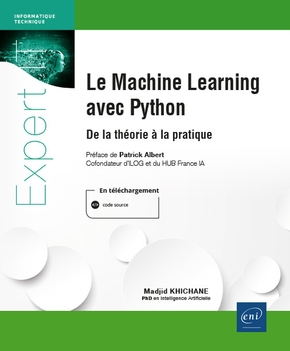 INFORMATIQUE
TECHNIQUE
Expert IT
Le Machine Learning
avec Python
De la théorie à la pratique
Préface de Patrick Albert
Cofondateur d'ILOG et du HUB France IA
En téléchargement
</> code source
Madjid KHICHANE
PhD en Intelligence Artificielle
eni